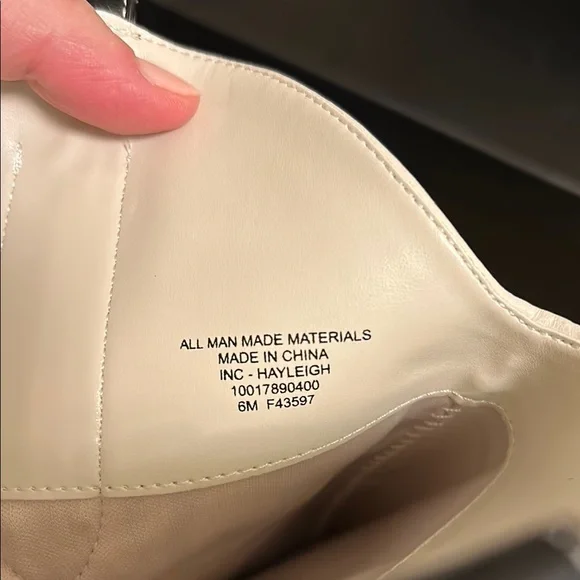 ALL MAN MADE MATERIALS
MADE IN CHINA
INC - HAYLEIGH
10017890400
6M F43597